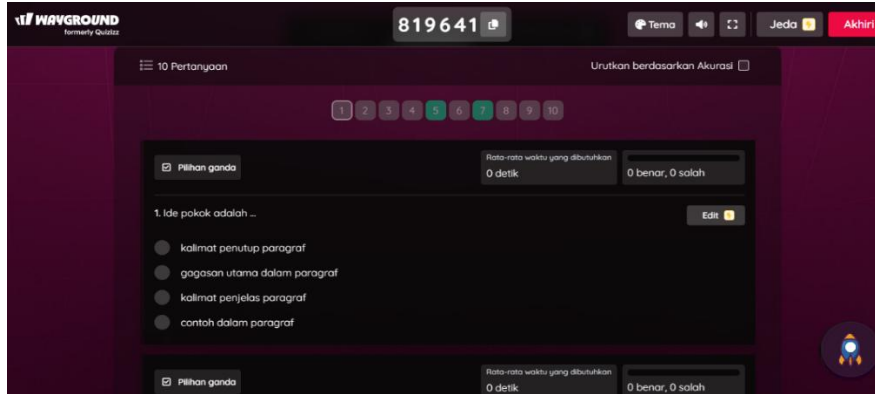 WAYGROUND
formerly Quizizz
819641
Tema
Jeda
Akhiri
10 Pertanyaan
Urutkan berdasarkan Akurasi
1 2 3 4 5 6 7 8 9 10
Pilihan ganda
Rata-rata waktu yang dibutuhkan
0 detik
0 benar, 0 salah
1. Ide pokok adalah ...
Edit
kalimat penutup paragraf
gagasan utama dalam paragraf
kalimat penjelas paragraf
contoh dalam paragraf
Pilihan ganda
Rata-rata waktu yang dibutuhkan
0 detik
0 benar, 0 salah